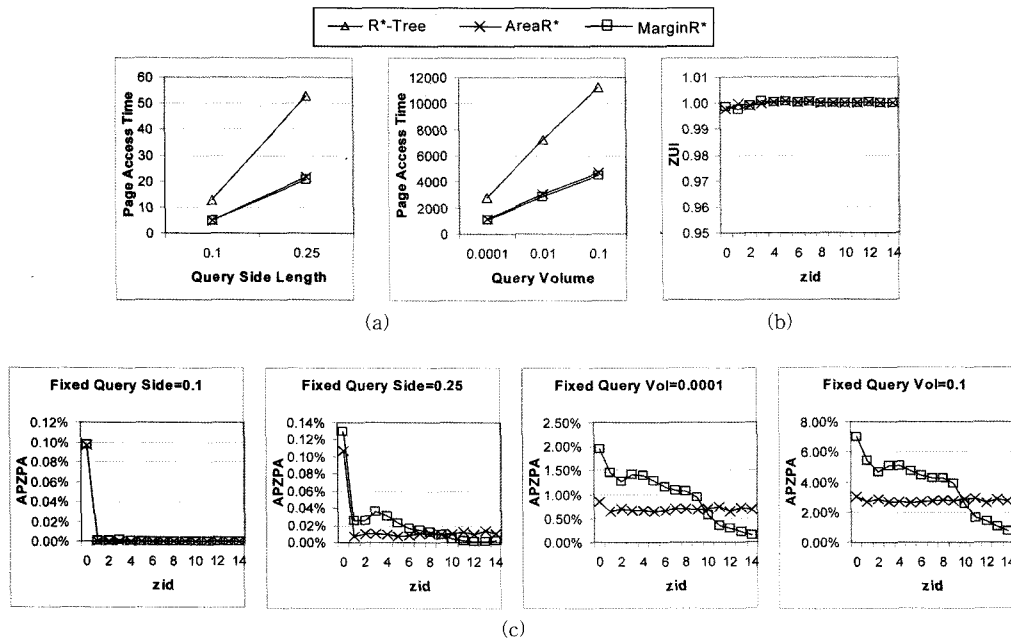 R*-Tree AreaR* MarginR*
60
50
40
30
20
10
0
Page Access Time
0.1 0.25
Query Side Length
12000
10000
8000
6000
4000
2000
0
Page Access Time
0.0001 0.01 0.1
Query Volume
1.01
1.00
0.99
0.98
0.97
0.96
0.95
ZUI
0 2 4 6 8 10 12 14
zid
(a)
(b)
Fixed Query Side=0.1
0.12%
0.10%
0.08%
0.06%
0.04%
0.02%
0.00%
APZPA
0 2 4 6 8 10 12 14
zid
Fixed Query Side=0.25
0.14%
0.12%
0.10%
0.08%
0.06%
0.04%
0.02%
0.00%
APZPA
0 2 4 6 8 10 12 14
zid
Fixed Query Vol=0.0001
2.50%
2.00%
1.50%
1.00%
0.50%
0.00%
APZPA
0 2 4 6 8 10 12 14
zid
Fixed Query Vol=0.1
8.00%
6.00%
4.00%
2.00%
0.00%
APZPA
0 2 4 6 8 10 12 14
zid
(c)